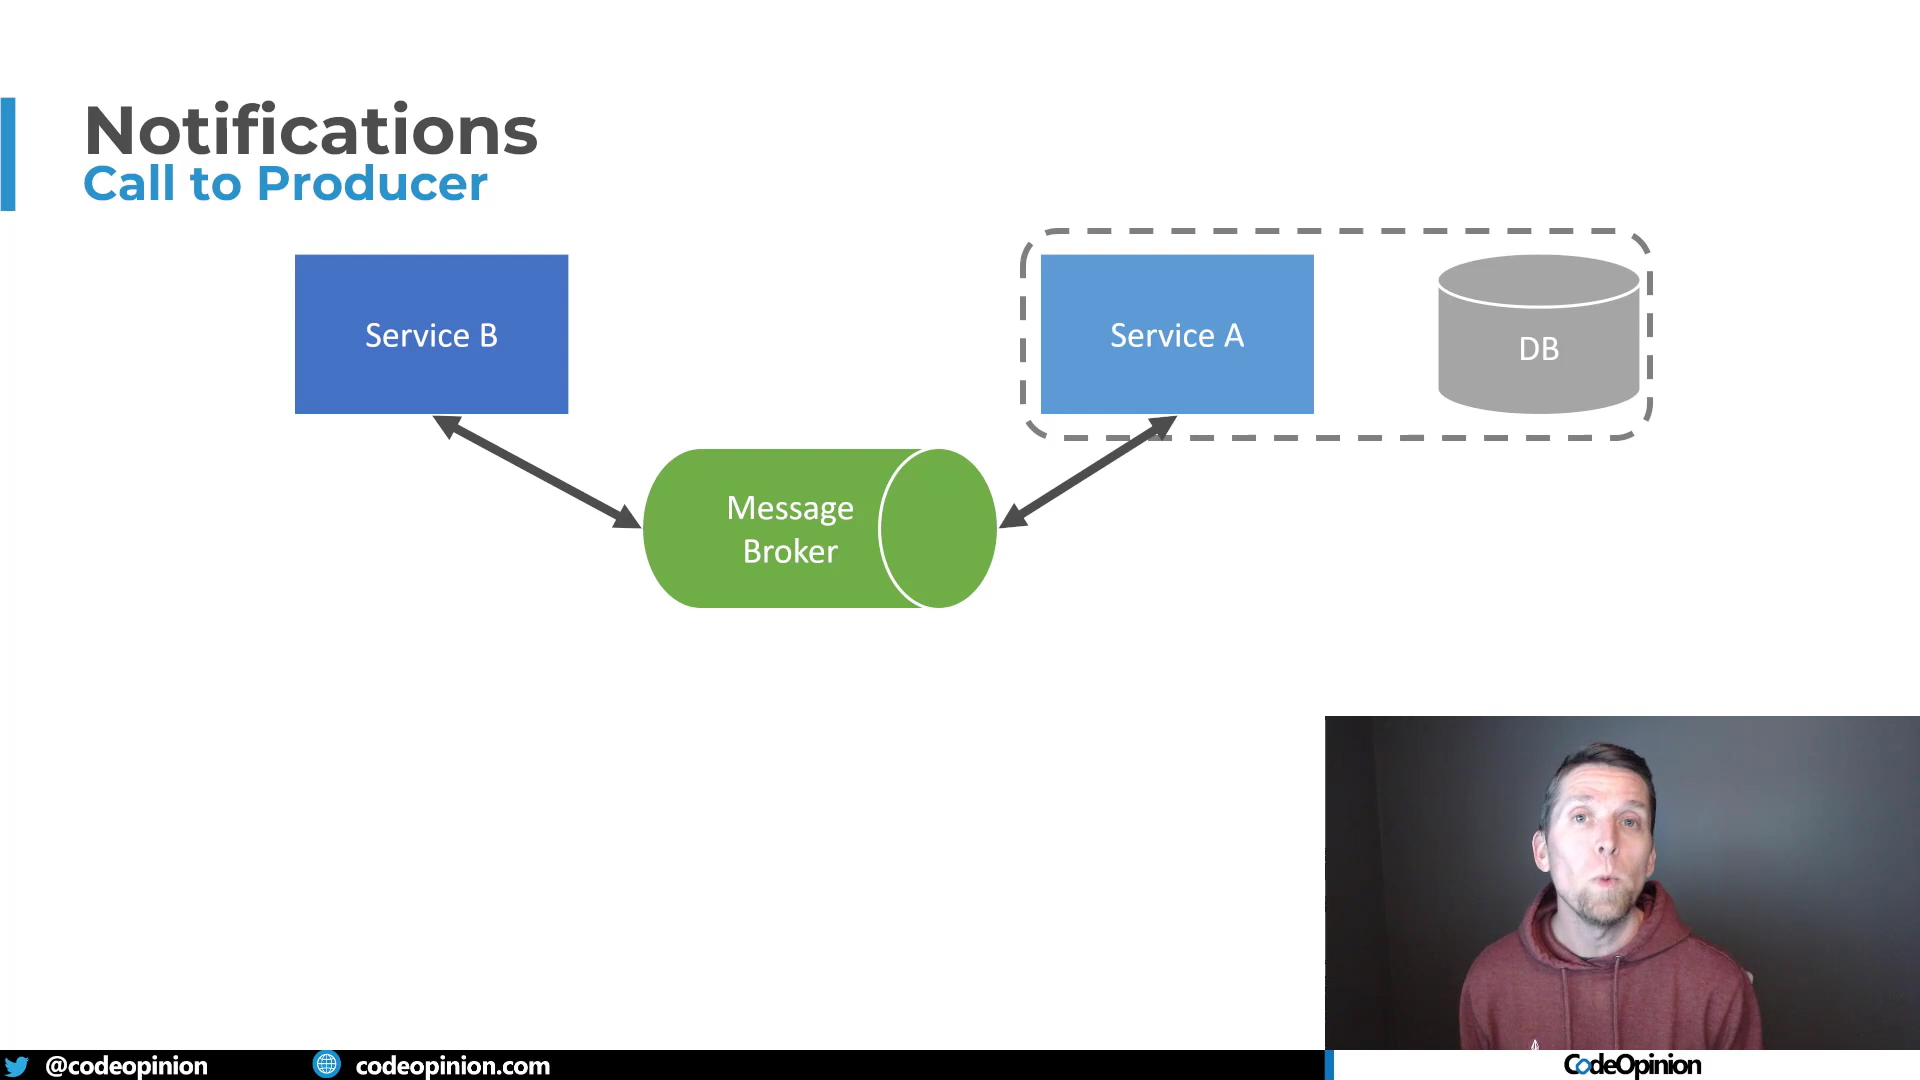 Notifications
Call to Producer
Service B
Service A
DB
Message
Broker
@codeopinion
codeopinion.com
CodeOpinion